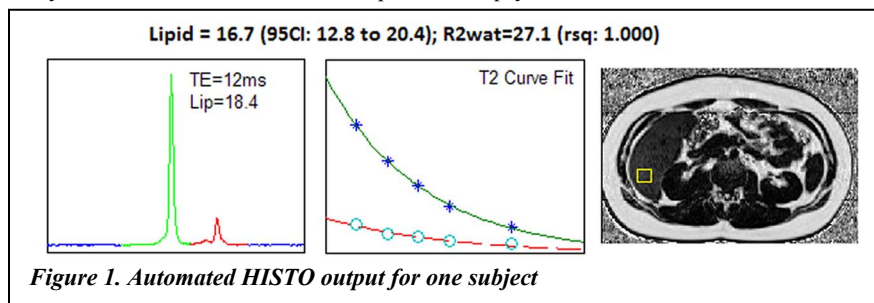 Lipid = 16.7 (95CI: 12.8 to 20.4); R2wat=27.1 (rsq: 1.000)
TE=12ms
Lip=18.4
T2 Curve Fit
Figure 1. Automated HISTO output for one subject